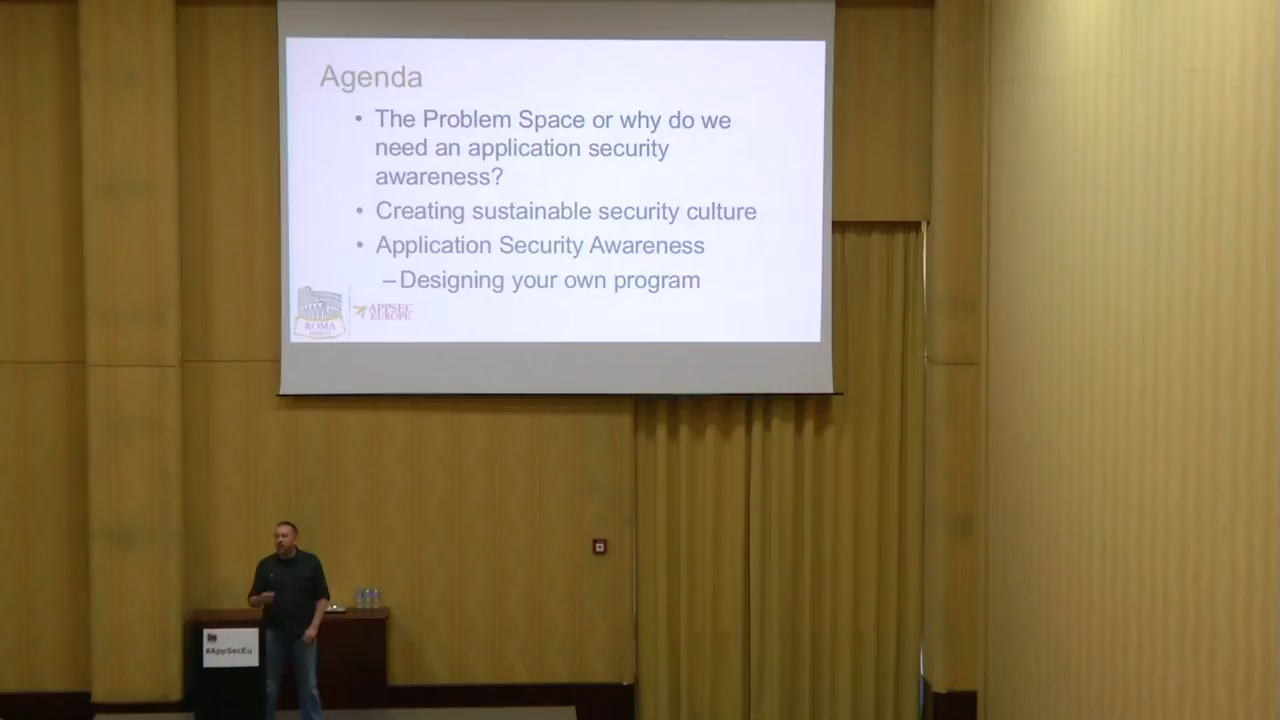 Agenda
• The Problem Space or why do we
need an application security
awareness?
• Creating sustainable security culture
• Application Security Awareness
–Designing your own program
ROMA
APPSEC
EUROPE
#AppSecEu